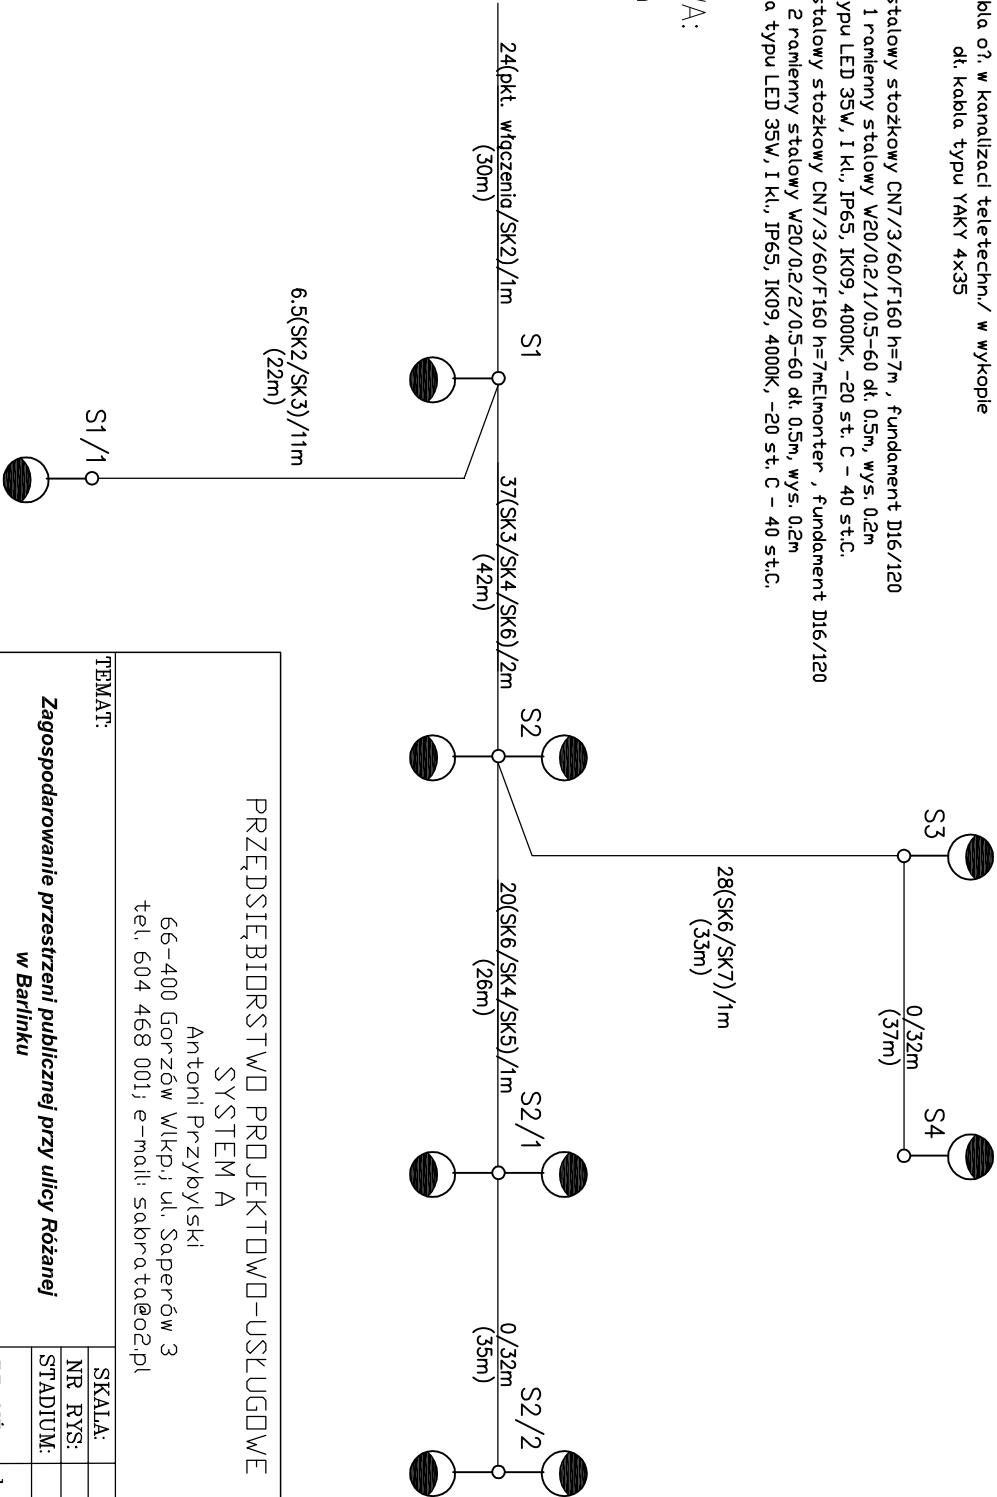 bla o?. w kanalizacji teletechn./ w wykopie
dł. kabla typu YAKY 4x35
stalowy stożkowy CN7/3/60/F160 h=7m , fundament D16/120
1 ramienny stalowy W20/0.2/1/0.5-60 dł. 0.5m, wys. 0.2m
ypu LED 35W, I kl., IP65, IK09, 4000K, -20 st. C - 40 st.C.
stalowy stożkowy CN7/3/60/F160 h=7mElmonter , fundament D16/120
2 ramienny stalowy W20/0.2/2/0.5-60 dł. 0.5m, wys. 0.2m
a typu LED 35W, I kl., IP65, IK09, 4000K, -20 st. C - 40 st.C.
WA:
S3
S4
28(SK6/SK7)/1m
(33m)
0/32m
(37m)
24(pkt. włączenia/SK2)/1m
(30m)
S1
37(SK3/SK4/SK6)/2m
(42m)
S2
20(SK6/SK4/SK5)/1m
(26m)
S2/1
0/32m
(35m)
S2/2
6.5(SK2/SK3)/11m
(22m)
S1/1
PRZĘDSIĘBIORSTWO PROJEKTOWO-USŁUGOWE
SYSTEM A
Antoni Przybylski
66-400 Gorzów Wlkp.; ul. Saperów 3
tel. 604 468 001; e-mail: sabrata@o2.pl
TEMAT:
Zagospodarowanie przestrzeni publicznej przy ulicy Różanej
w Barlinku
SKALA:
NR RYS:
STADIUM: